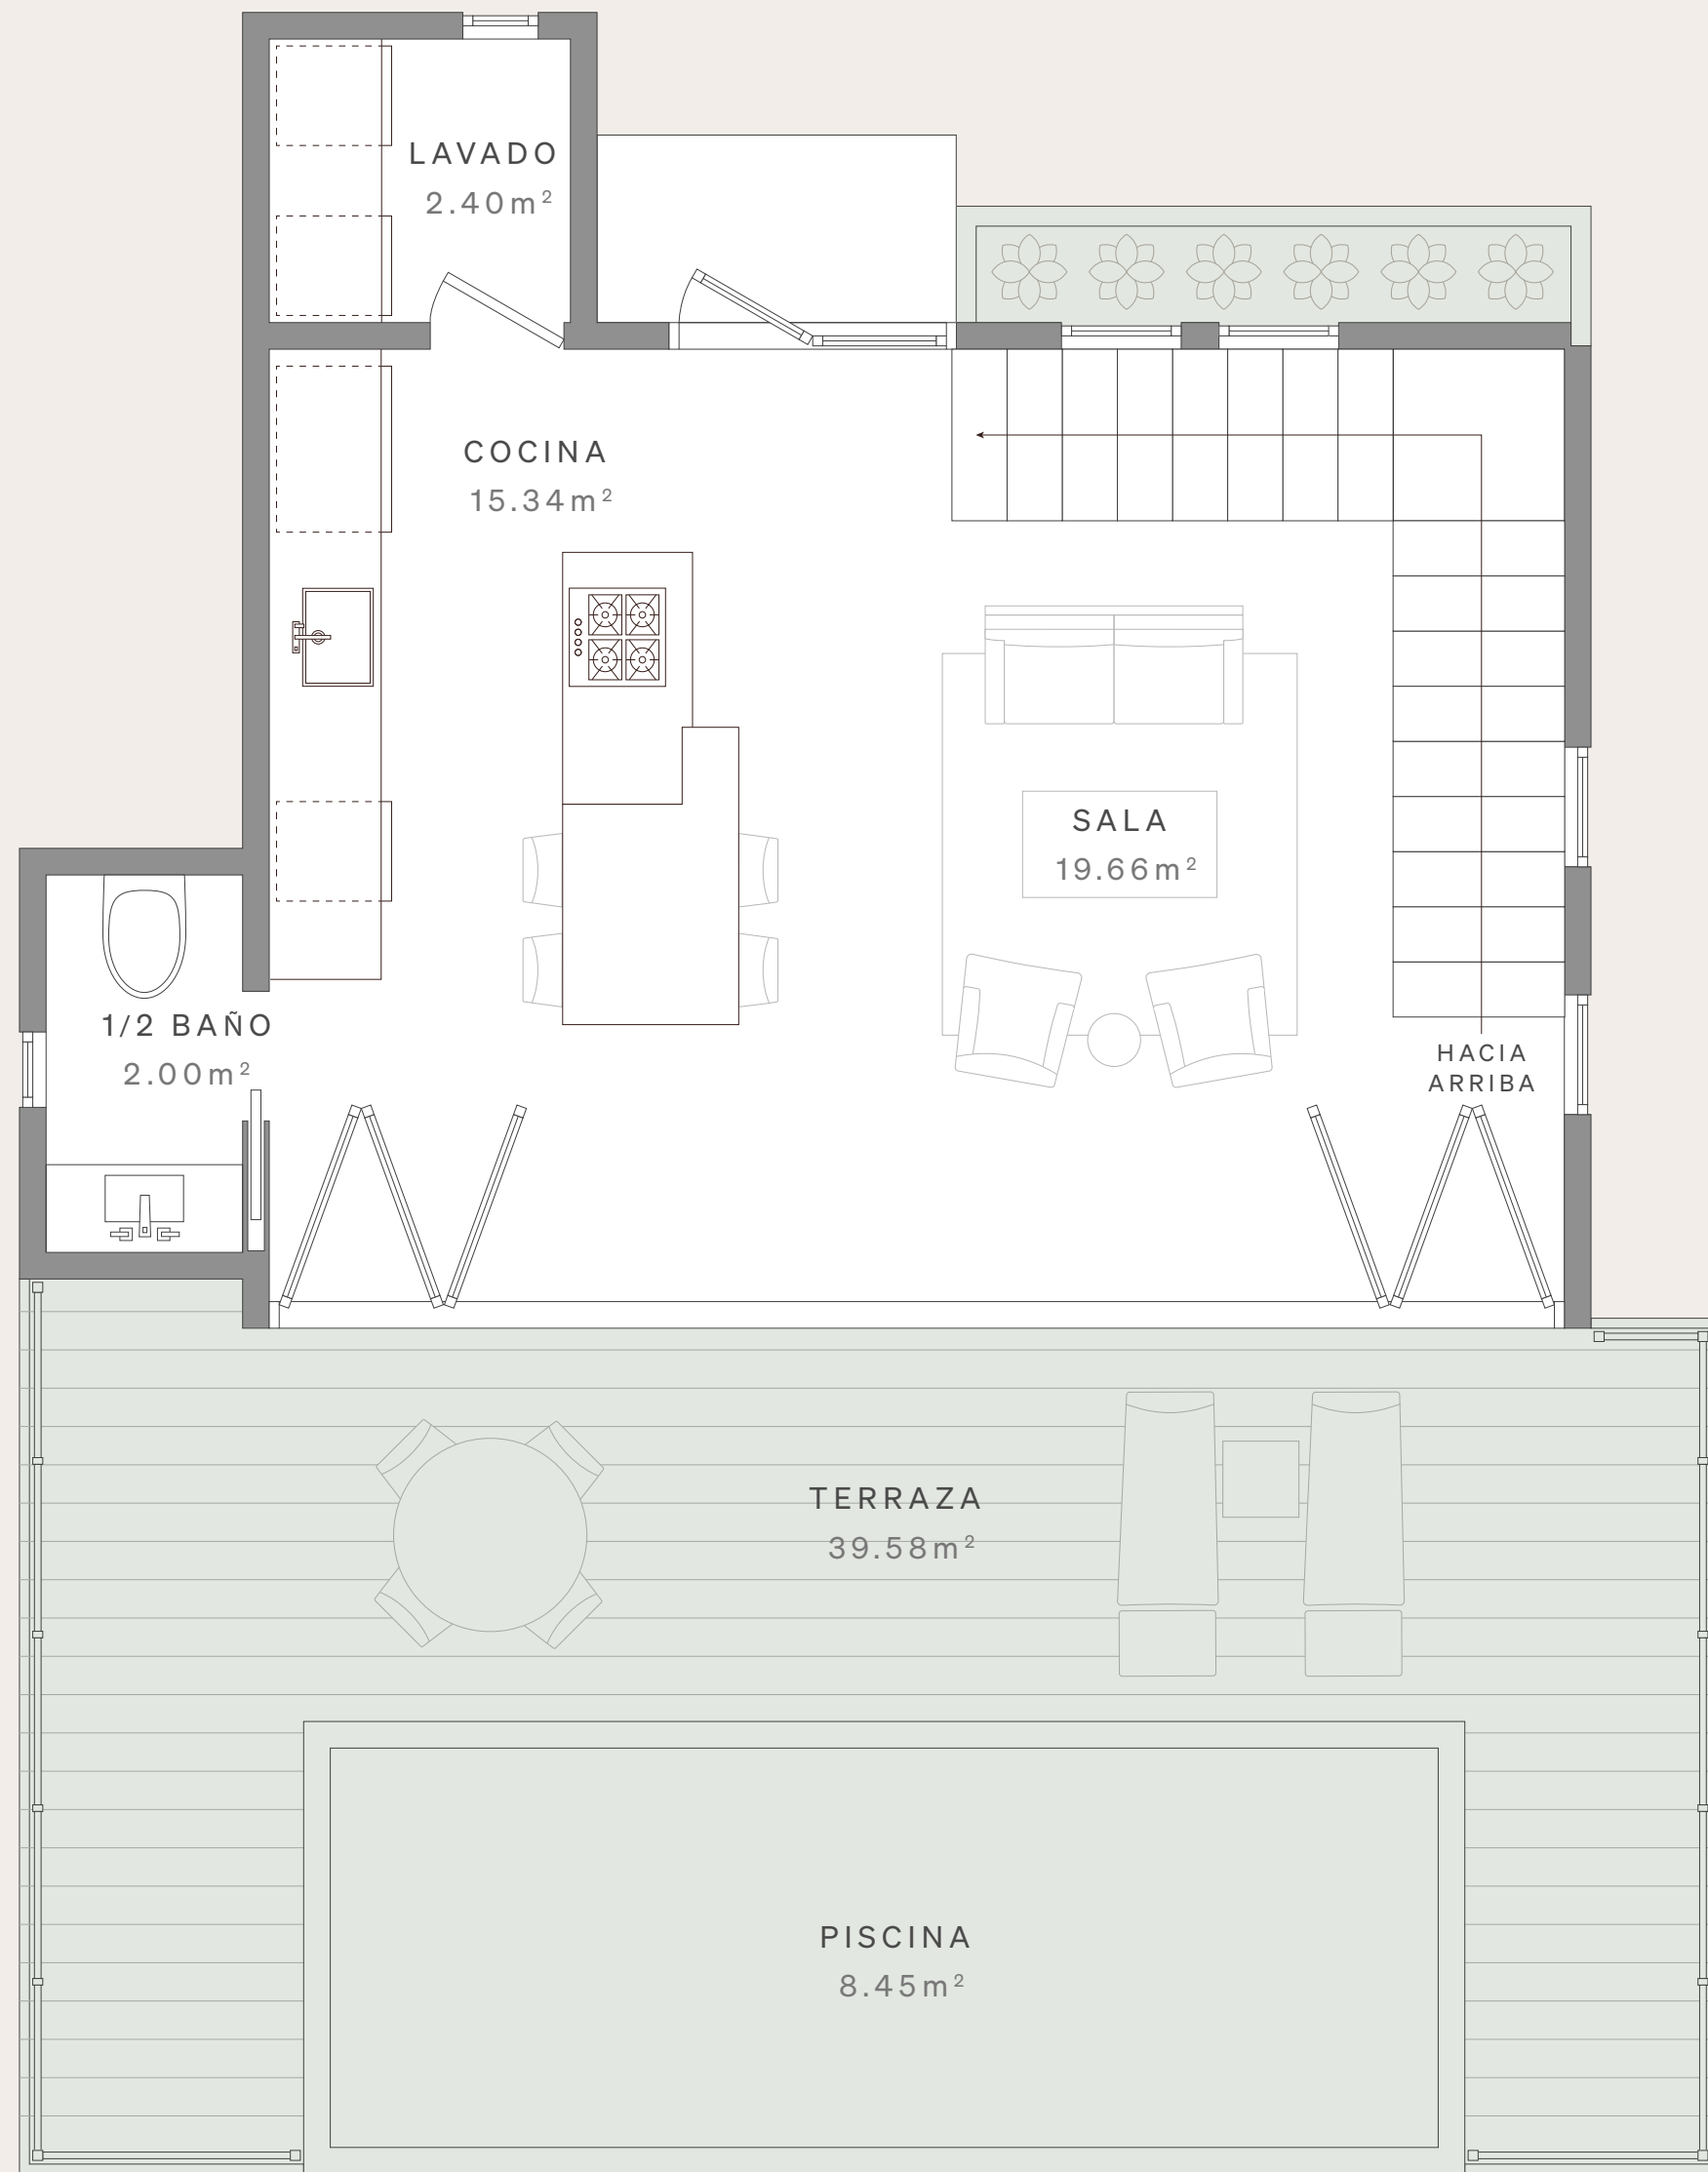 LAVADO
2.40m²
COCINA
15.34m²
SALA
19.66m²
1/2 BAÑO
2.00m²
HACIA
ARRIBA
TERRAZA
39.58m²
PISCINA
8.45m²